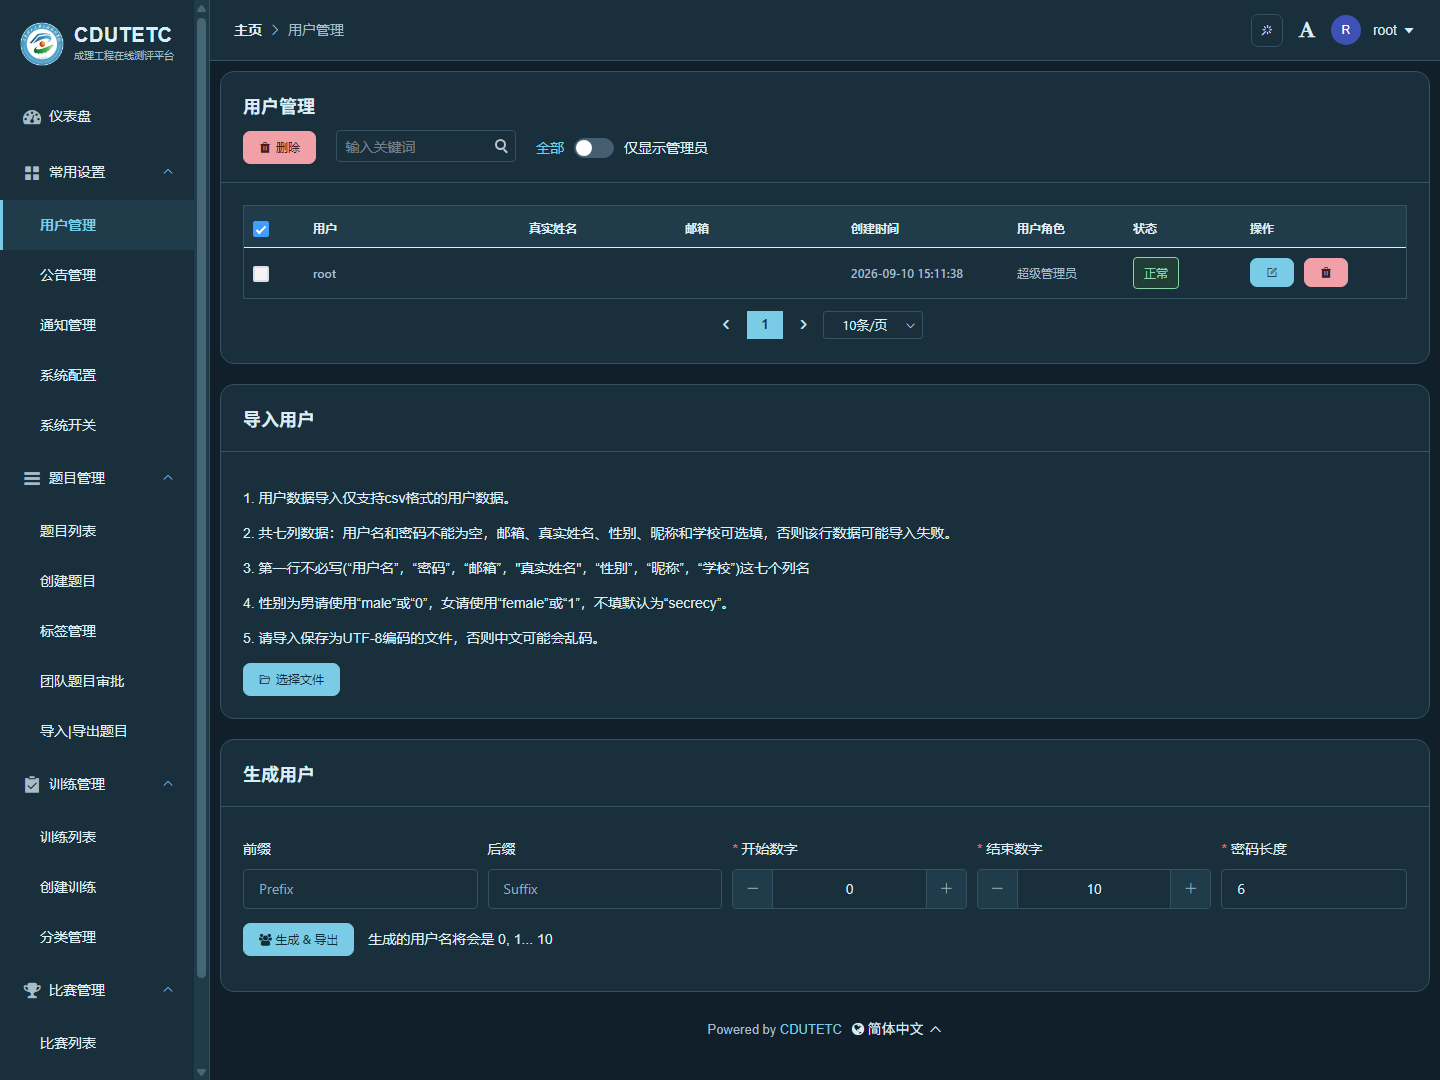 CDUTETC
成理工程在线测评平台
仪表盘
常用设置
用户管理
公告管理
通知管理
系统配置
系统开关
题目管理
题目列表
创建题目
标签管理
团队题目审批
导入|导出题目
训练管理
训练列表
创建训练
分类管理
比赛管理
比赛列表
主页 用户管理
A R root
用户管理
删除 输入关键词 全部 仅显示管理员
用户 真实姓名 邮箱 创建时间 用户角色 状态 操作
root 2026-09-10 15:11:38 超级管理员 正常
1 10条/页
导入用户
1. 用户数据导入仅支持csv格式的用户数据。
2. 共七列数据：用户名和密码不能为空，邮箱、真实姓名、性别、昵称和学校可选填，否则该行数据可能导入失败。
3. 第一行不必写(“用户名”，“密码”，“邮箱”，"真实姓名"，“性别”，“昵称”，“学校”)这七个列名
4. 性别为男请使用“male”或“0”，女请使用“female”或“1”，不填默认为“secrecy”。
5. 请导入保存为UTF-8编码的文件，否则中文可能会乱码。
选择文件
生成用户
前缀 后缀 * 开始数字 * 结束数字 * 密码长度
Prefix Suffix 0 10 6
生成 & 导出 生成的用户名将会是 0, 1... 10
Powered by CDUTETC 简体中文